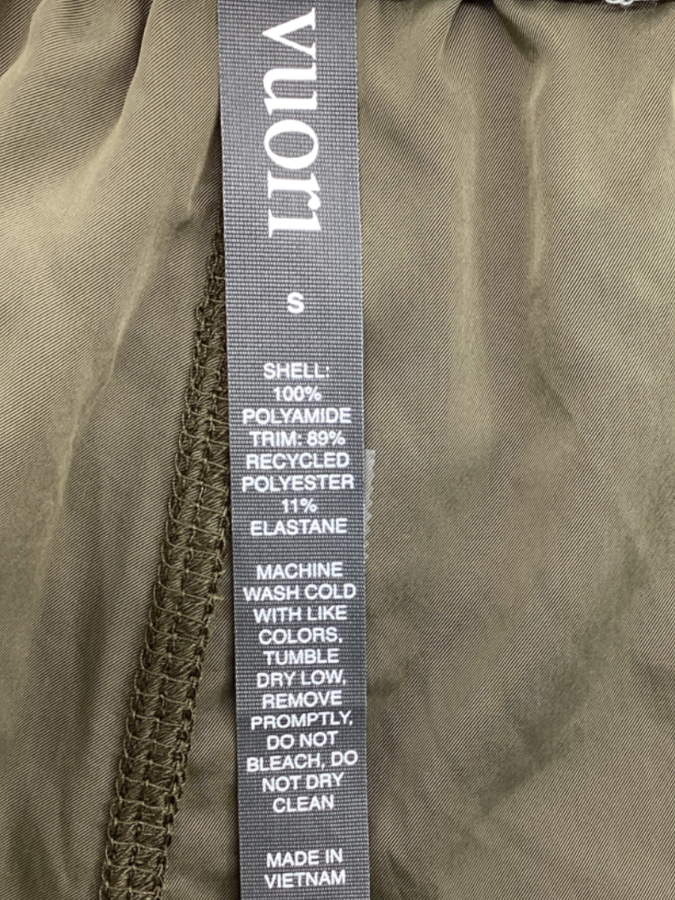 vuori
S
SHELL:
100%
POLYAMIDE
TRIM: 89%
RECYCLED
POLYESTER
11%
ELASTANE
MACHINE
WASH COLD
WITH LIKE
COLORS,
TUMBLE
DRY LOW,
REMOVE
PROMPTLY,
DO NOT
BLEACH, DO
NOT DRY
CLEAN
MADE IN
VIETNAM